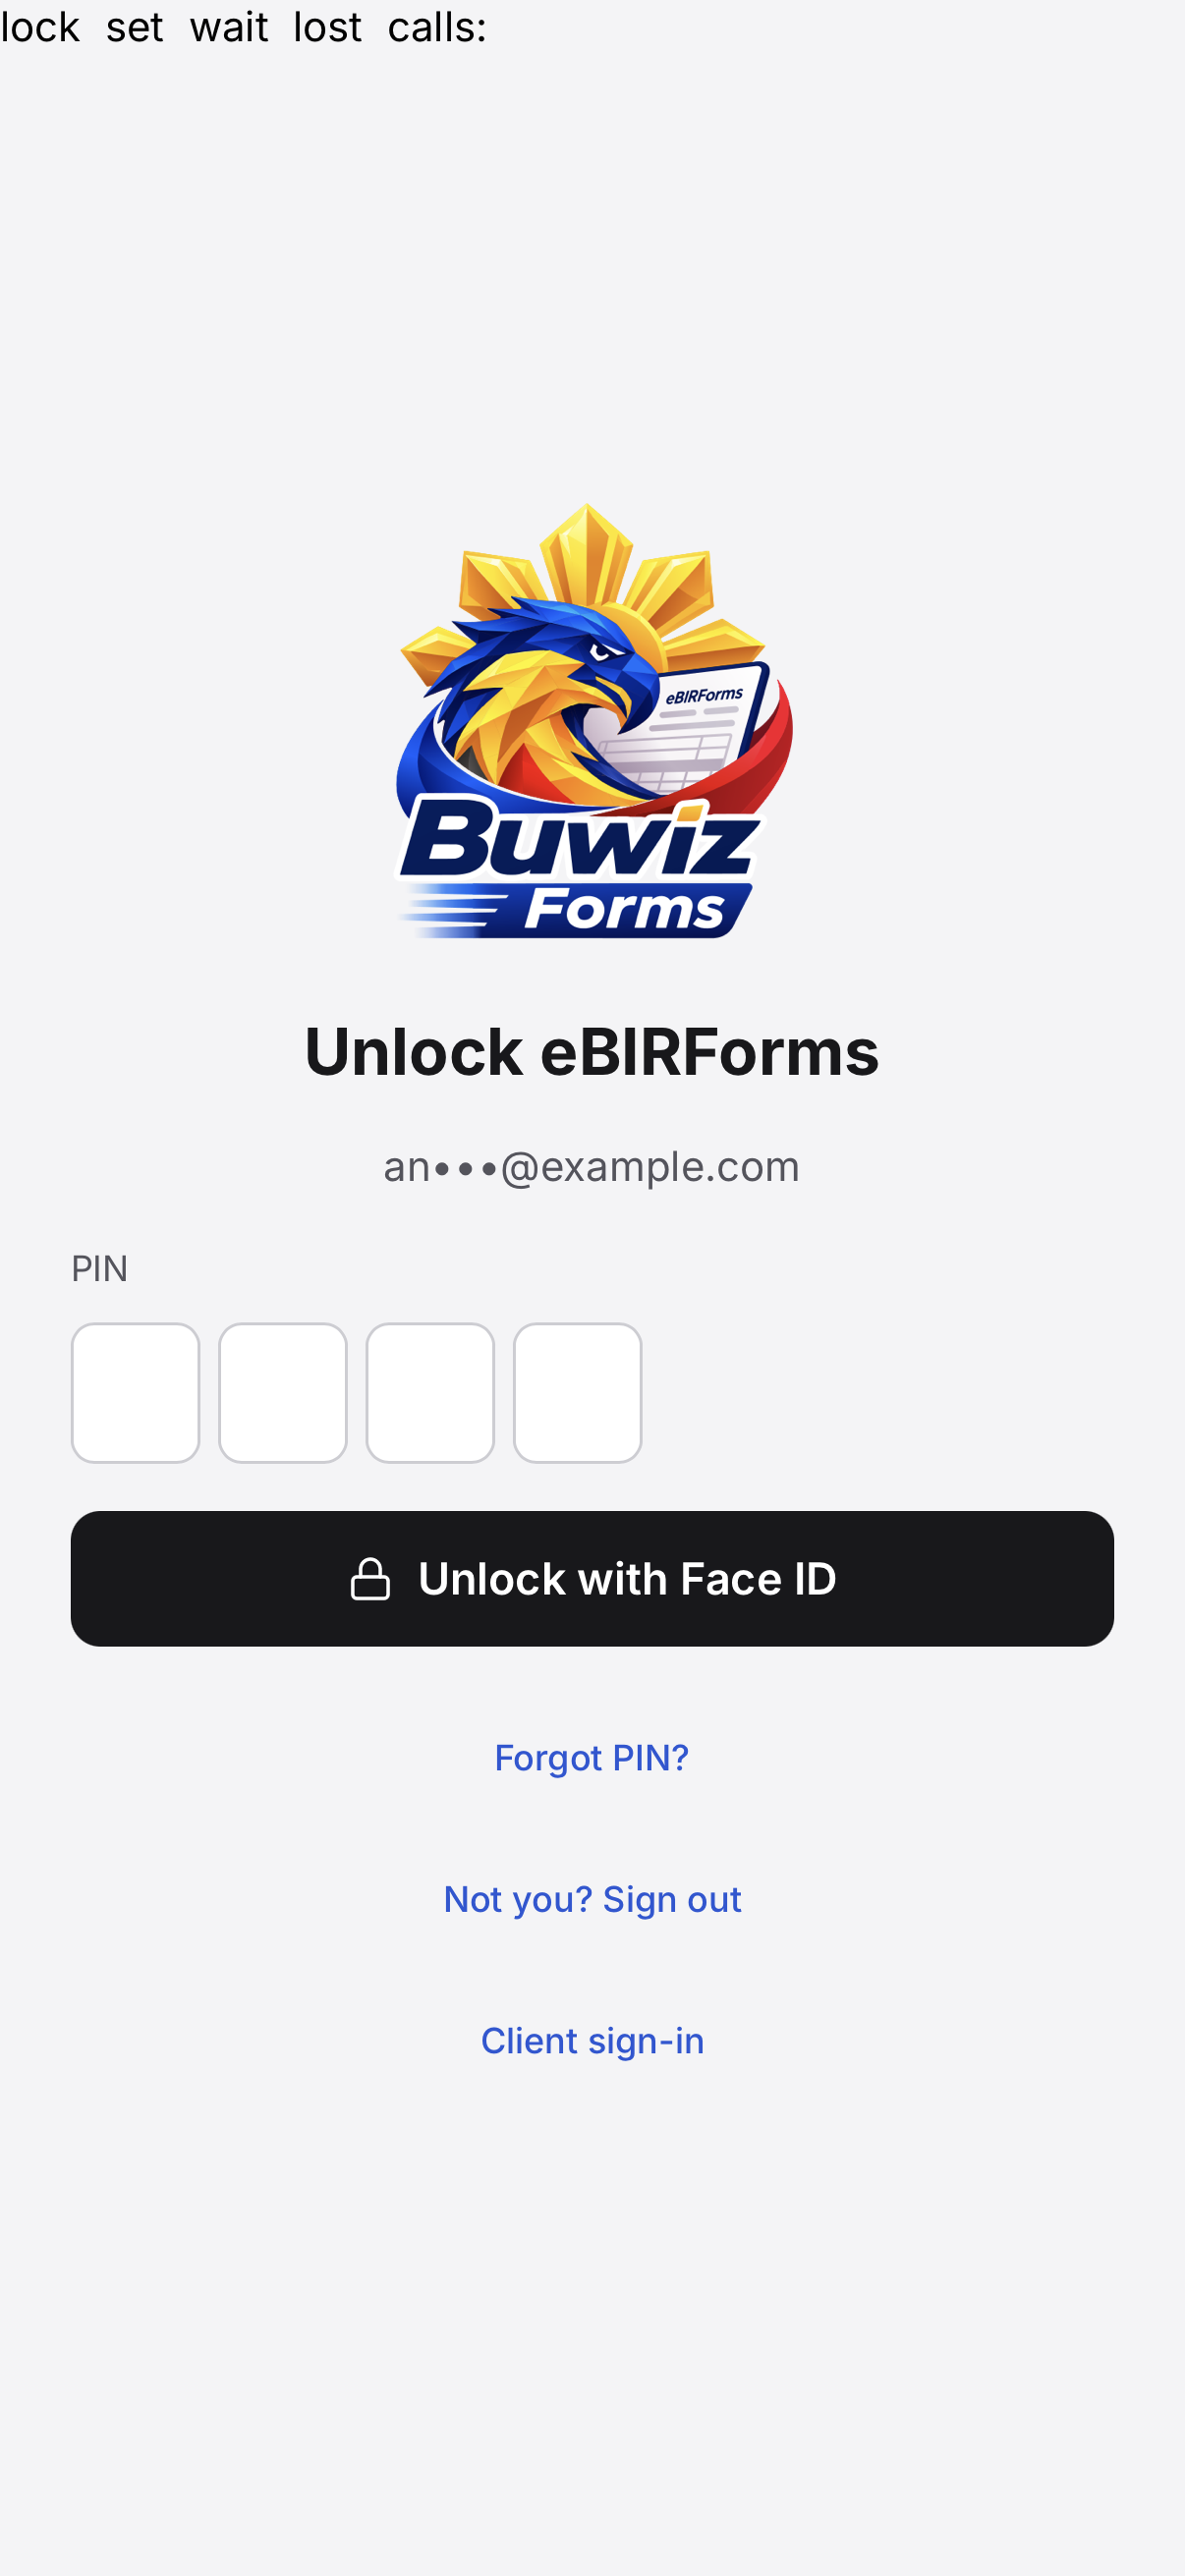 lock set wait lost calls:
eBIRForms
Buwiz
Forms
Unlock eBIRForms
an•••@example.com
PIN
Unlock with Face ID
Forgot PIN?
Not you? Sign out
Client sign-in